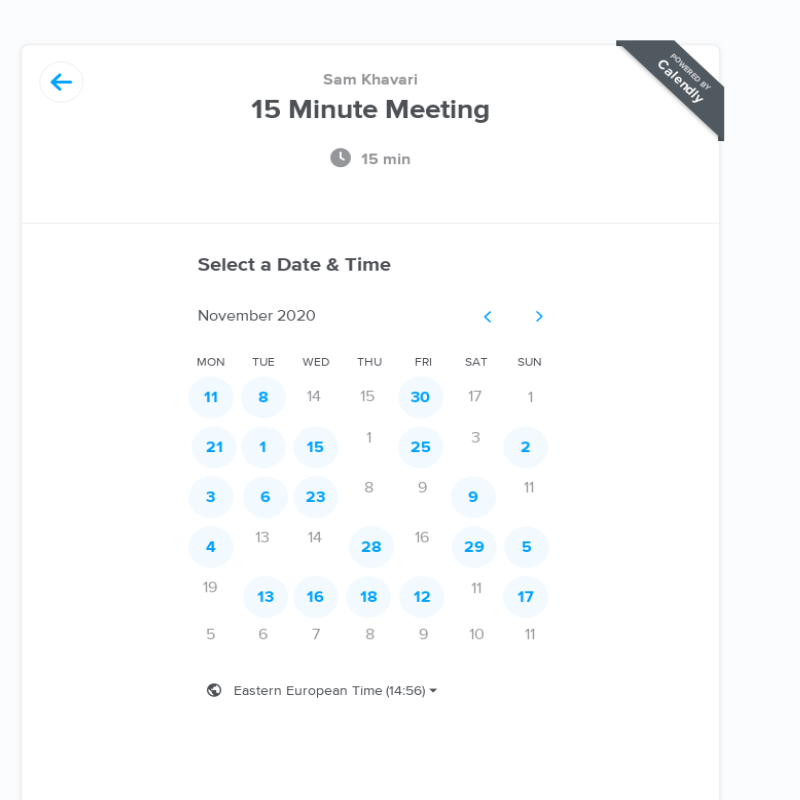 POWERED BY
Calendly
Sam Khavari
15 Minute Meeting
15 min
Select a Date & Time
November 2020
MON TUE WED THU FRI SAT SUN
11 8 14 15 30 17 1
21 1 15 1 25 3 2
3 6 23 8 9 9 11
4 13 14 28 16 29 5
19 13 16 18 12 11 17
5 6 7 8 9 10 11
Eastern European Time (14:56)